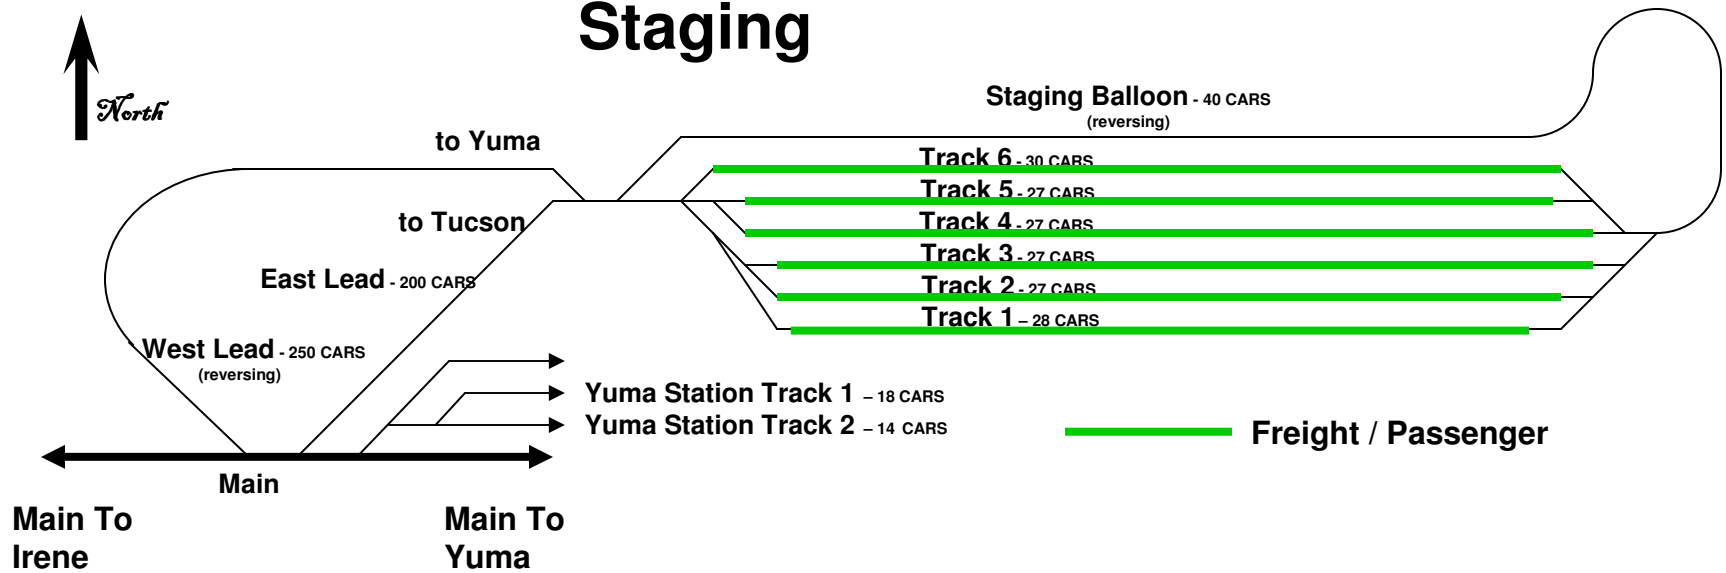 Staging
North
Staging Balloon - 40 CARS
(reversing)
to Yuma
Track 6 - 30 CARS
Track 5 - 27 CARS
to Tucson
Track 4 - 27 CARS
Track 3 - 27 CARS
East Lead - 200 CARS
Track 2 - 27 CARS
Track 1 – 28 CARS
West Lead - 250 CARS
(reversing)
Yuma Station Track 1 – 18 CARS
Yuma Station Track 2 – 14 CARS
Freight / Passenger
Main
Main To
Irene
Main To
Yuma